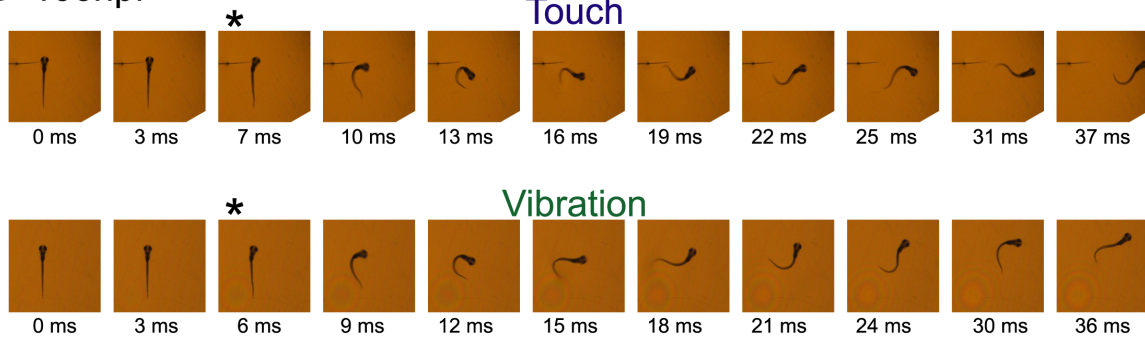 Touch
*
0 ms 3 ms 7 ms 10 ms 13 ms 16 ms 19 ms 22 ms 25 ms 31 ms 37 ms
Vibration
*
0 ms 3 ms 6 ms 9 ms 12 ms 15 ms 18 ms 21 ms 24 ms 30 ms 36 ms